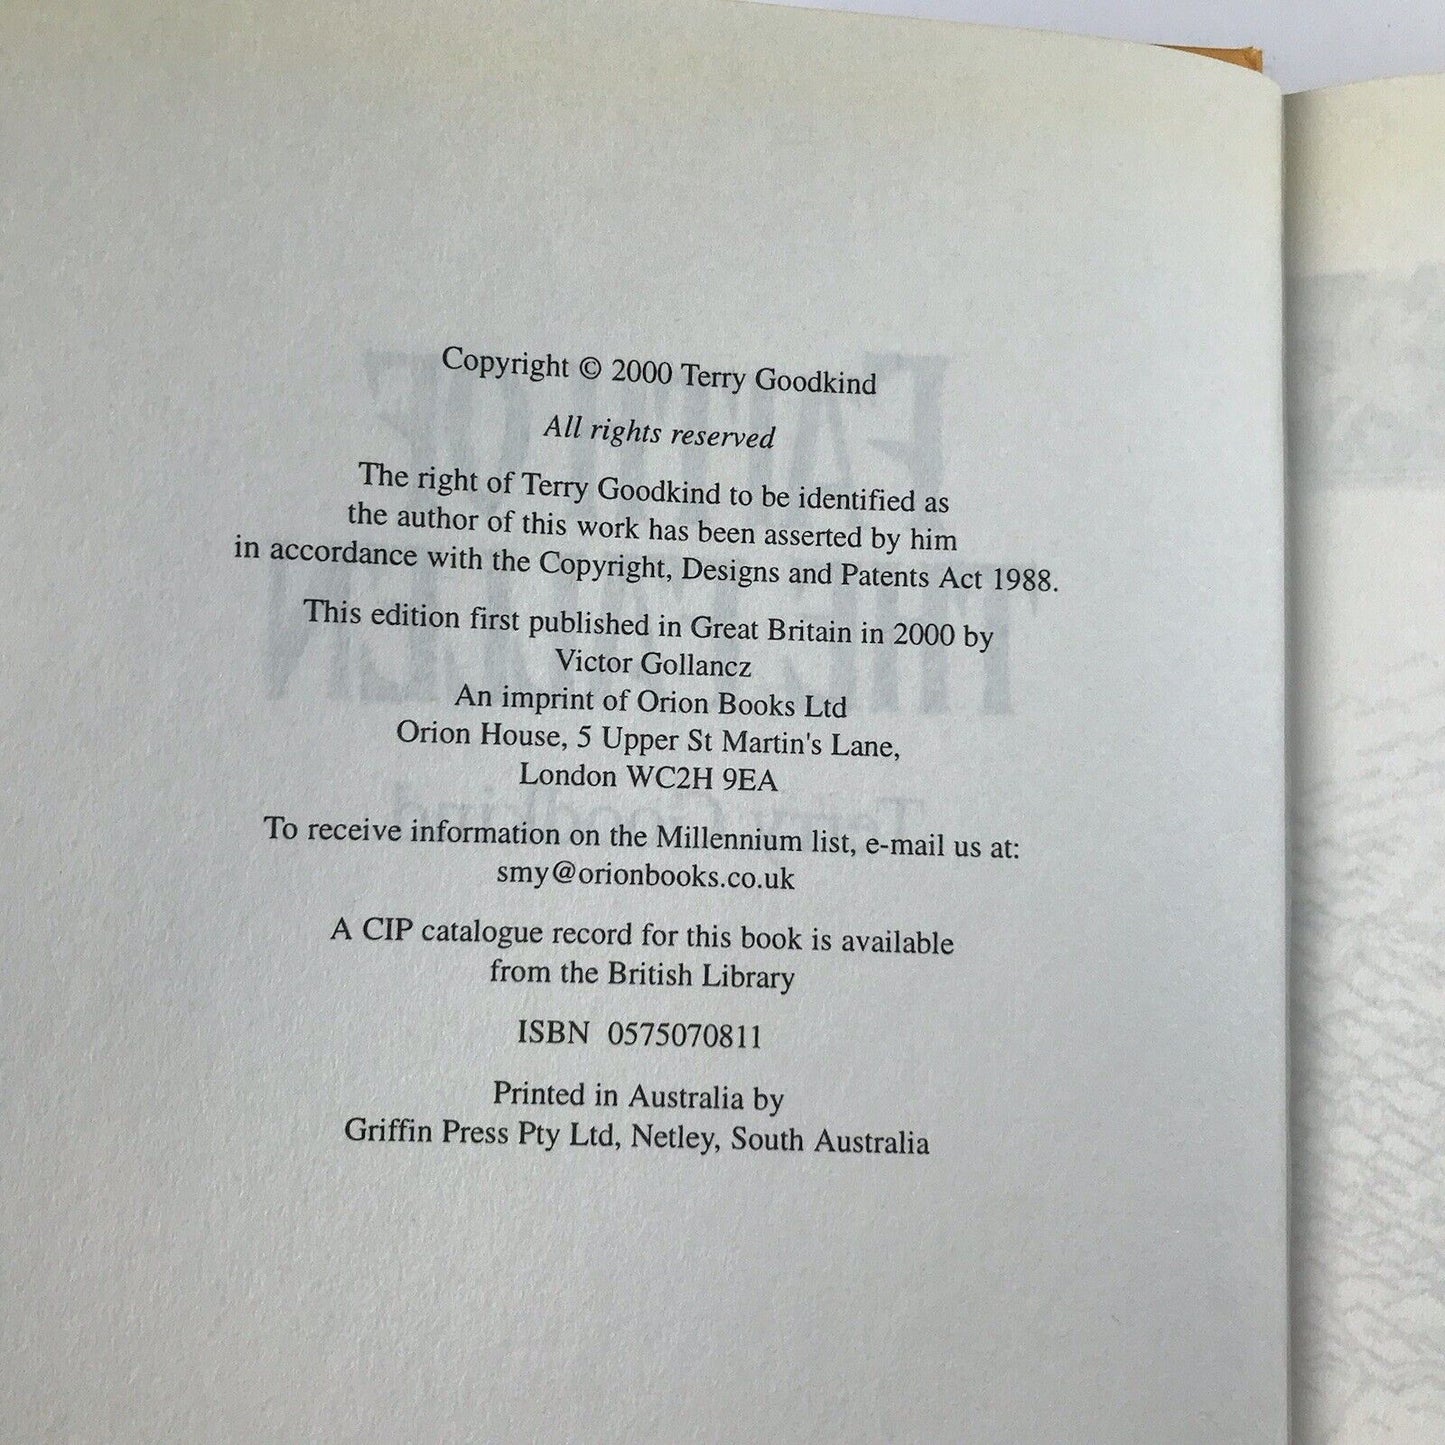 Copyright © 2000 Terry Goodkind
All rights reserved
The right of Terry Goodkind to be identified as
the author of this work has been asserted by him
in accordance with the Copyright, Designs and Patents Act 1988.
This edition first published in Great Britain in 2000 by
Victor Gollancz
An imprint of Orion Books Ltd
Orion House, 5 Upper St Martin's Lane,
London WC2H 9EA
To receive information on the Millennium list, e-mail us at:
smy@orionbooks.co.uk
A CIP catalogue record for this book is available
from the British Library
ISBN 0575070811
Printed in Australia by
Griffin Press Pty Ltd, Netley, South Australia